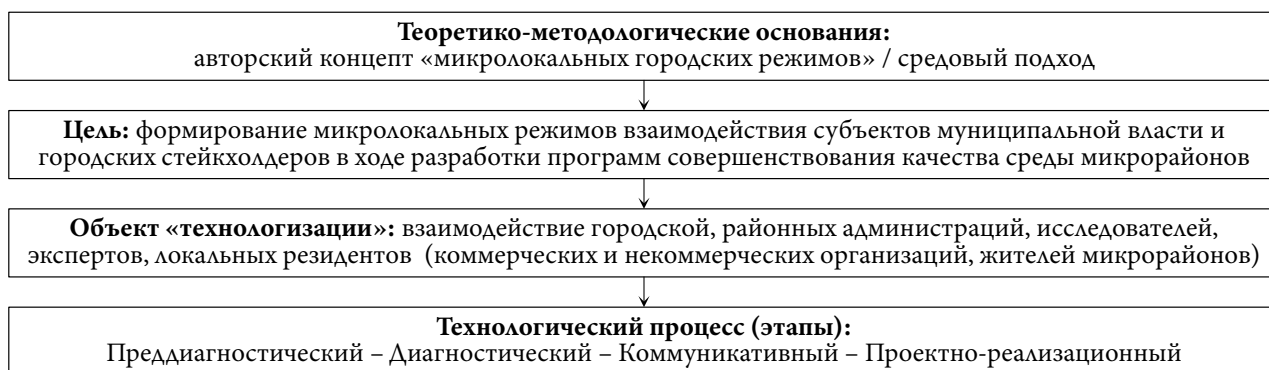 Теоретико-методологические основания:
авторский концепт «микролокальных городских режимов» / средовый подход
Цель: формирование микролокальных режимов взаимодействия субъектов муниципальной власти и
городских стейкхолдеров в ходе разработки программ совершенствования качества среды микрорайонов
Объект «технологизации»: взаимодействие городской, районных администраций, исследователей,
экспертов, локальных резидентов (коммерческих и некоммерческих организаций, жителей микрорайонов)
Технологический процесс (этапы):
Преддиагностический – Диагностический – Коммуникативный – Проектно-реализационный